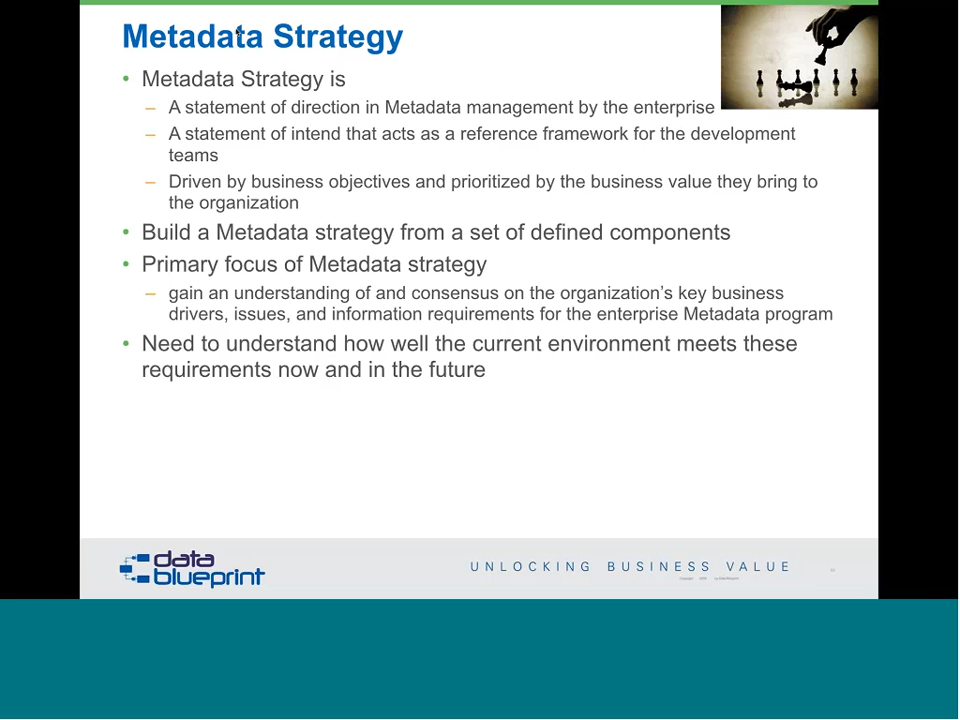 Metadata Strategy
• Metadata Strategy is
– A statement of direction in Metadata management by the enterprise
– A statement of intend that acts as a reference framework for the development
teams
– Driven by business objectives and prioritized by the business value they bring to
the organization
• Build a Metadata strategy from a set of defined components
• Primary focus of Metadata strategy
– gain an understanding of and consensus on the organization's key business
drivers, issues, and information requirements for the enterprise Metadata program
• Need to understand how well the current environment meets these
requirements now and in the future
data
blueprint
UNLOCKING BUSINESS VALUE